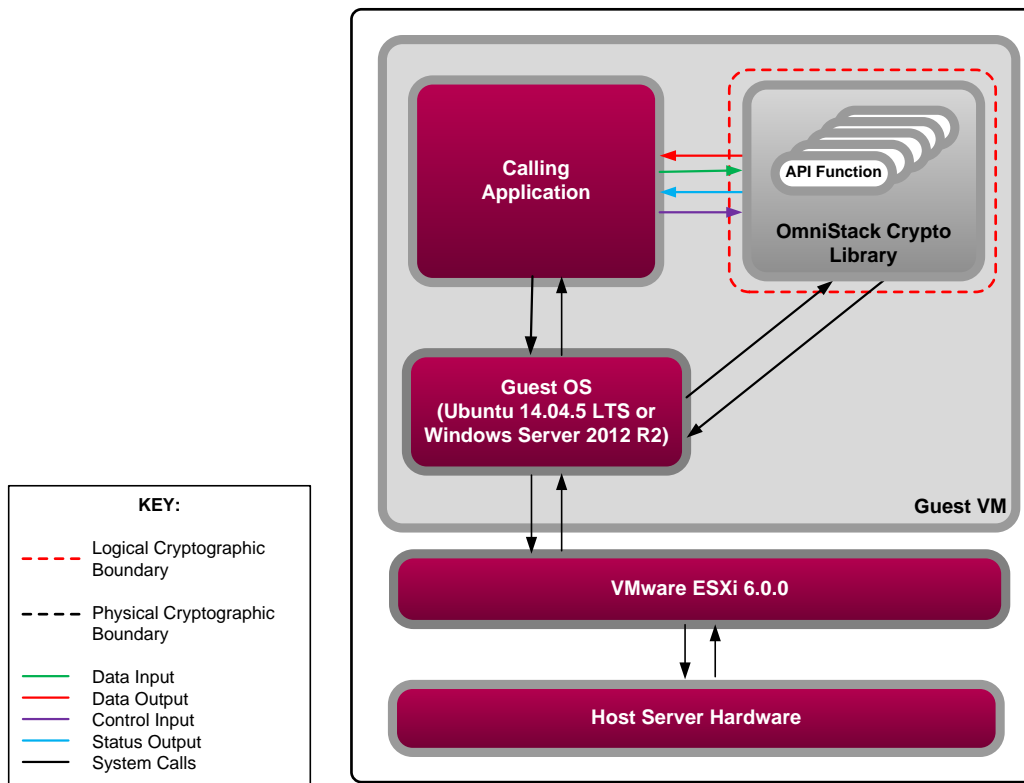 Calling
Application
API Function
OmniStack Crypto
Library
Guest OS
(Ubuntu 14.04.5 LTS or
Windows Server 2012 R2)
Guest VM
VMware ESXi 6.0.0
Host Server Hardware
KEY:
Logical Cryptographic
Boundary
Physical Cryptographic
Boundary
Data Input
Data Output
Control Input
Status Output
System Calls